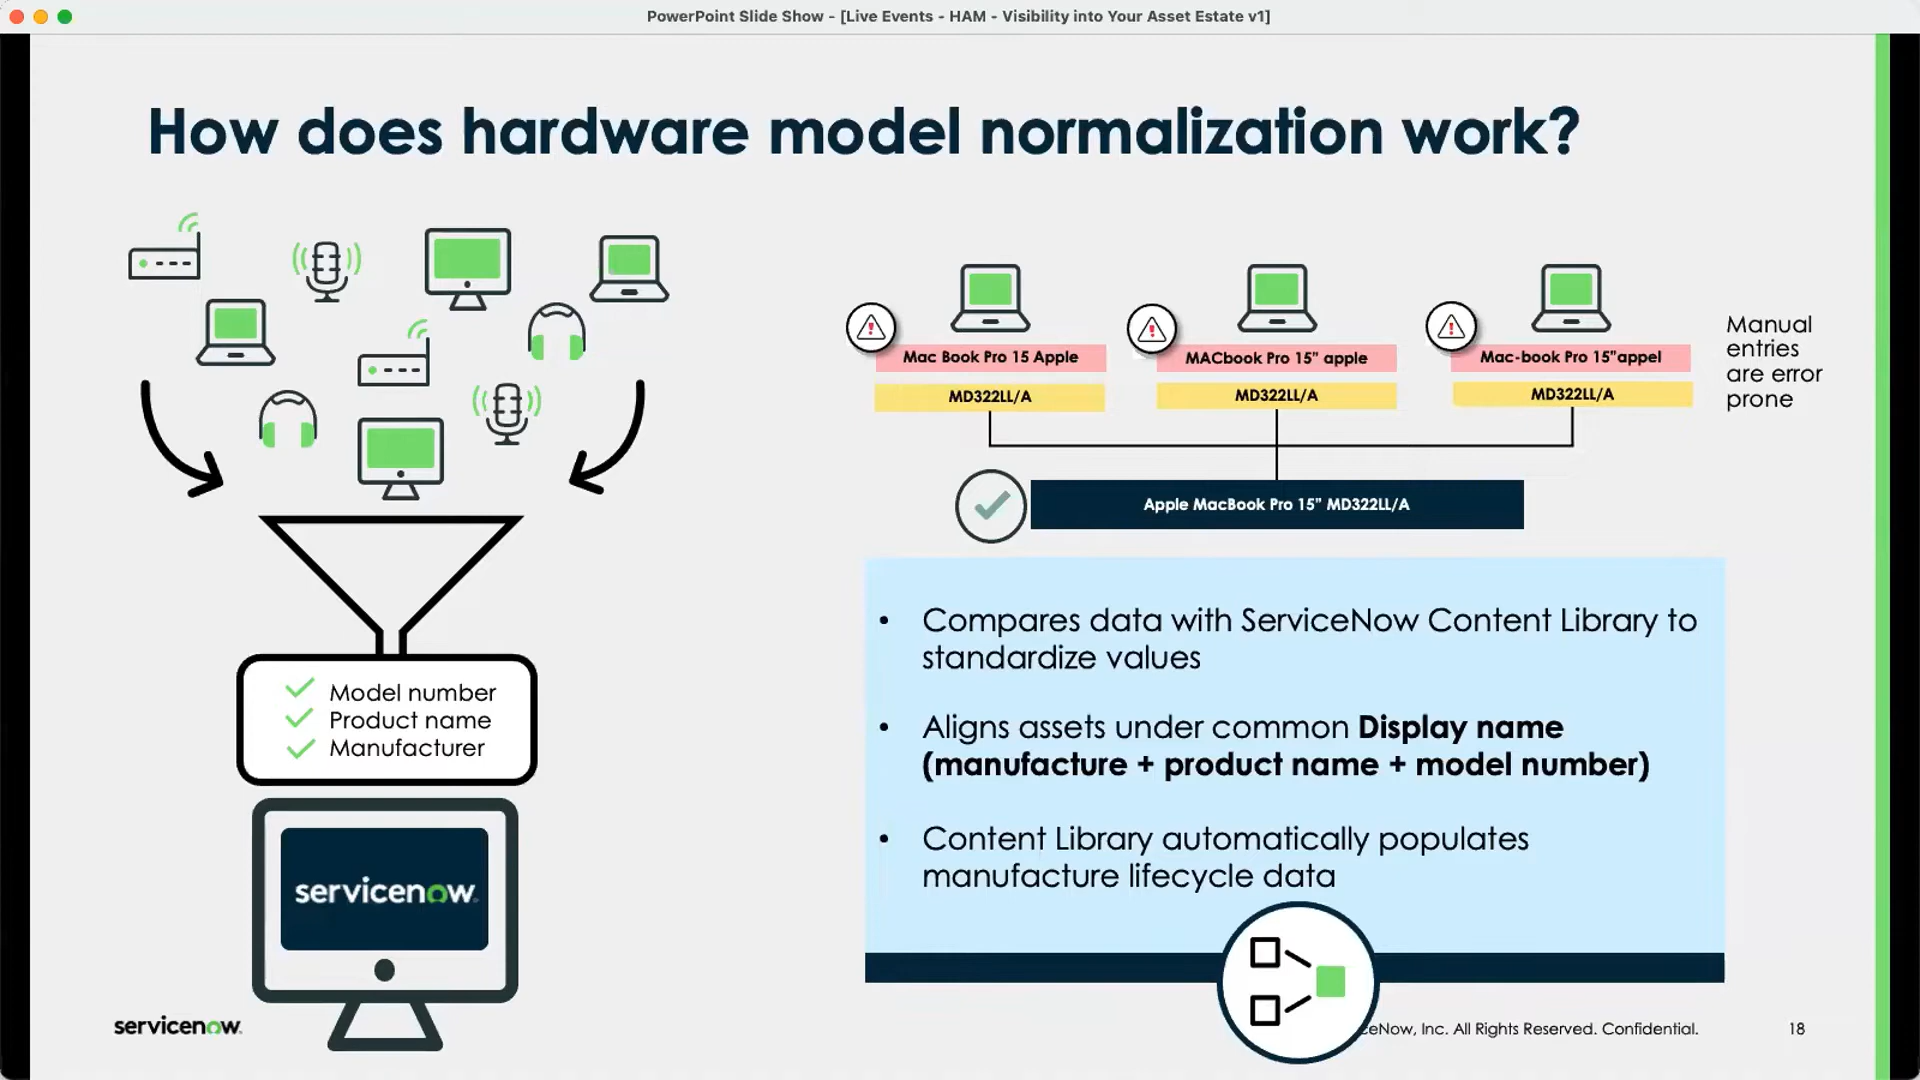 PowerPoint Slide Show - [Live Events - HAM - Visibility into Your Asset Estate v1]
How does hardware model normalization work?
Mac Book Pro 15 Apple
MD322LL/A
MACbook Pro 15" apple
MD322LL/A
Mac-book Pro 15"appel
MD322LL/A
Manual
entries
are error
prone
Apple MacBook Pro 15" MD322LL/A
Model number
Product name
Manufacturer
servicenow.
• Compares data with ServiceNow Content Library to
standardize values
• Aligns assets under common Display name
(manufacture + product name + model number)
• Content Library automatically populates
manufacture lifecycle data
servicenow.
ceNow, Inc. All Rights Reserved. Confidential.
18